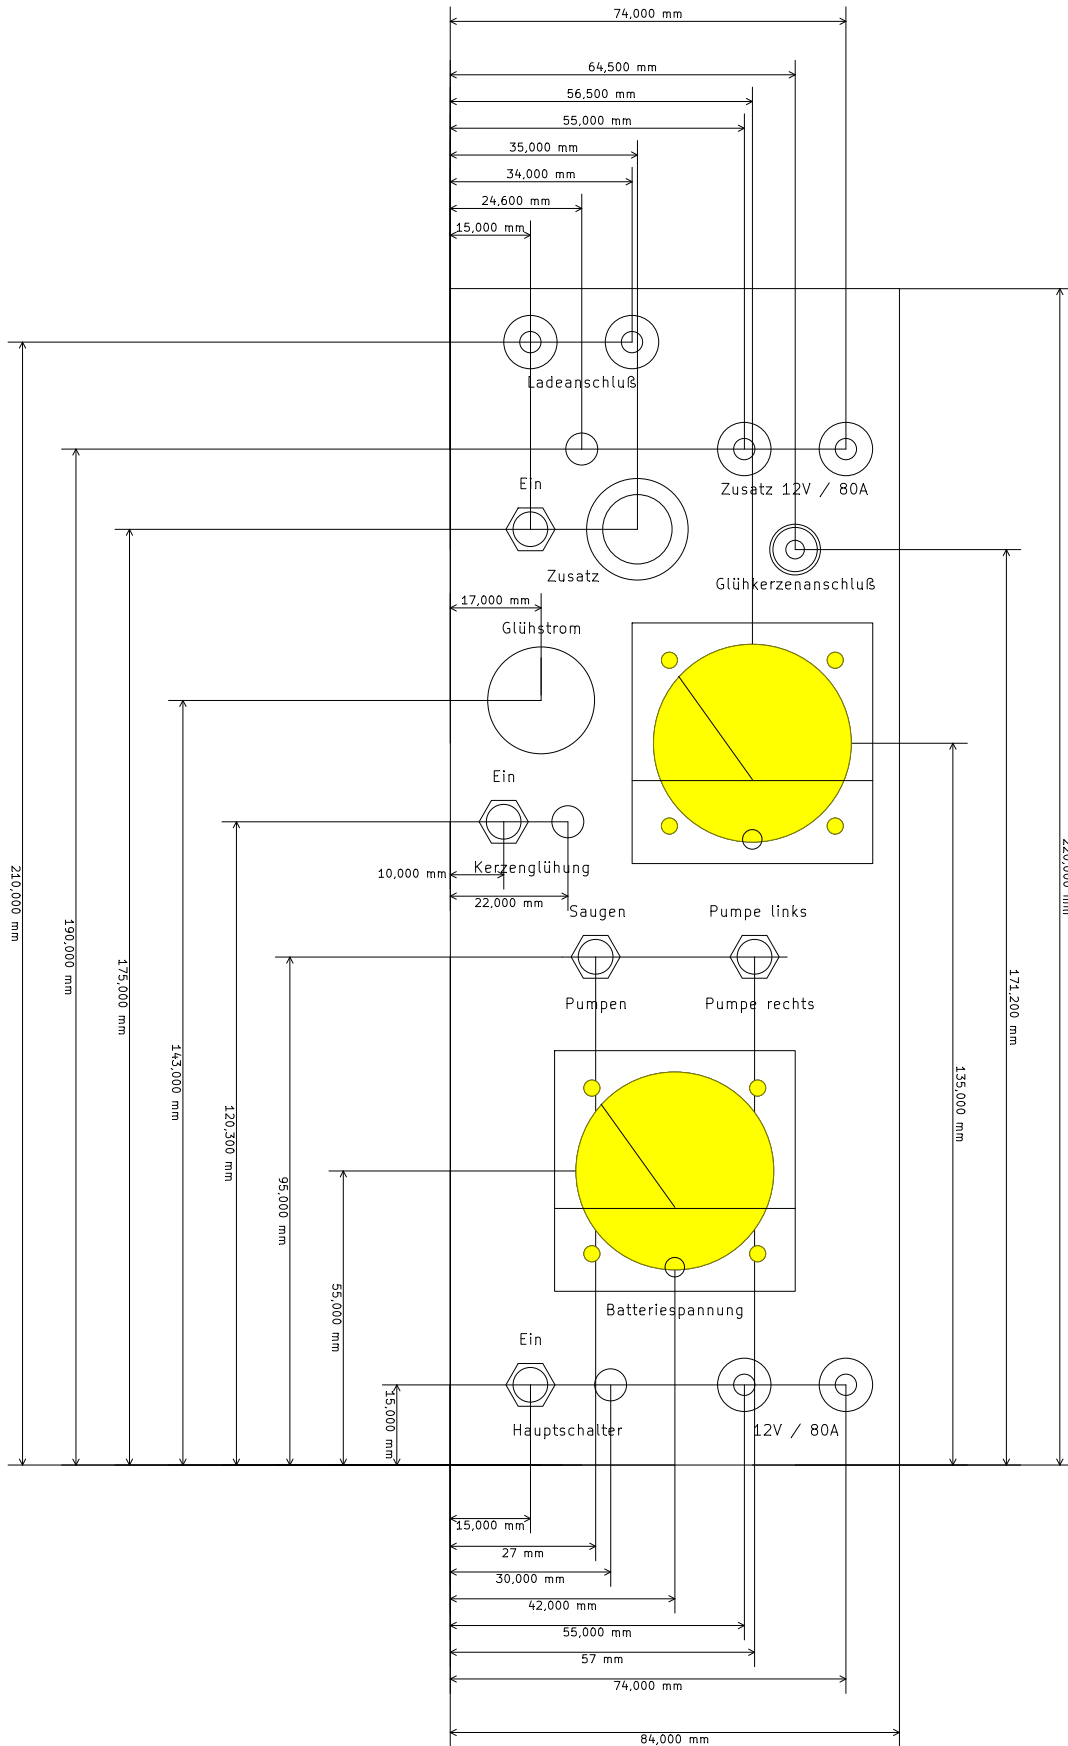 74,000 mm
64,500 mm
56,500 mm
55,000 mm
35,000 mm
34,000 mm
24,600 mm
15,000 mm
Ladeanschluß
Ein
Zusatz 12V / 80A
Zusatz
Glühkerzenanschluß
17,000 mm
Glühstrom
Ein
Kerzenglühung
10,000 mm
22,000 mm
Saugen
Pumpe links
Pumpen
Pumpe rechts
210,000 mm
190,000 mm
175,000 mm
143,000 mm
120,300 mm
95,000 mm
55,000 mm
15,000 mm
135,000 mm
171,200 mm
220,000 mm
Batteriespannung
Ein
Hauptschalter
12V / 80A
15,000 mm
27 mm
30,000 mm
42,000 mm
55,000 mm
57 mm
74,000 mm
84,000 mm